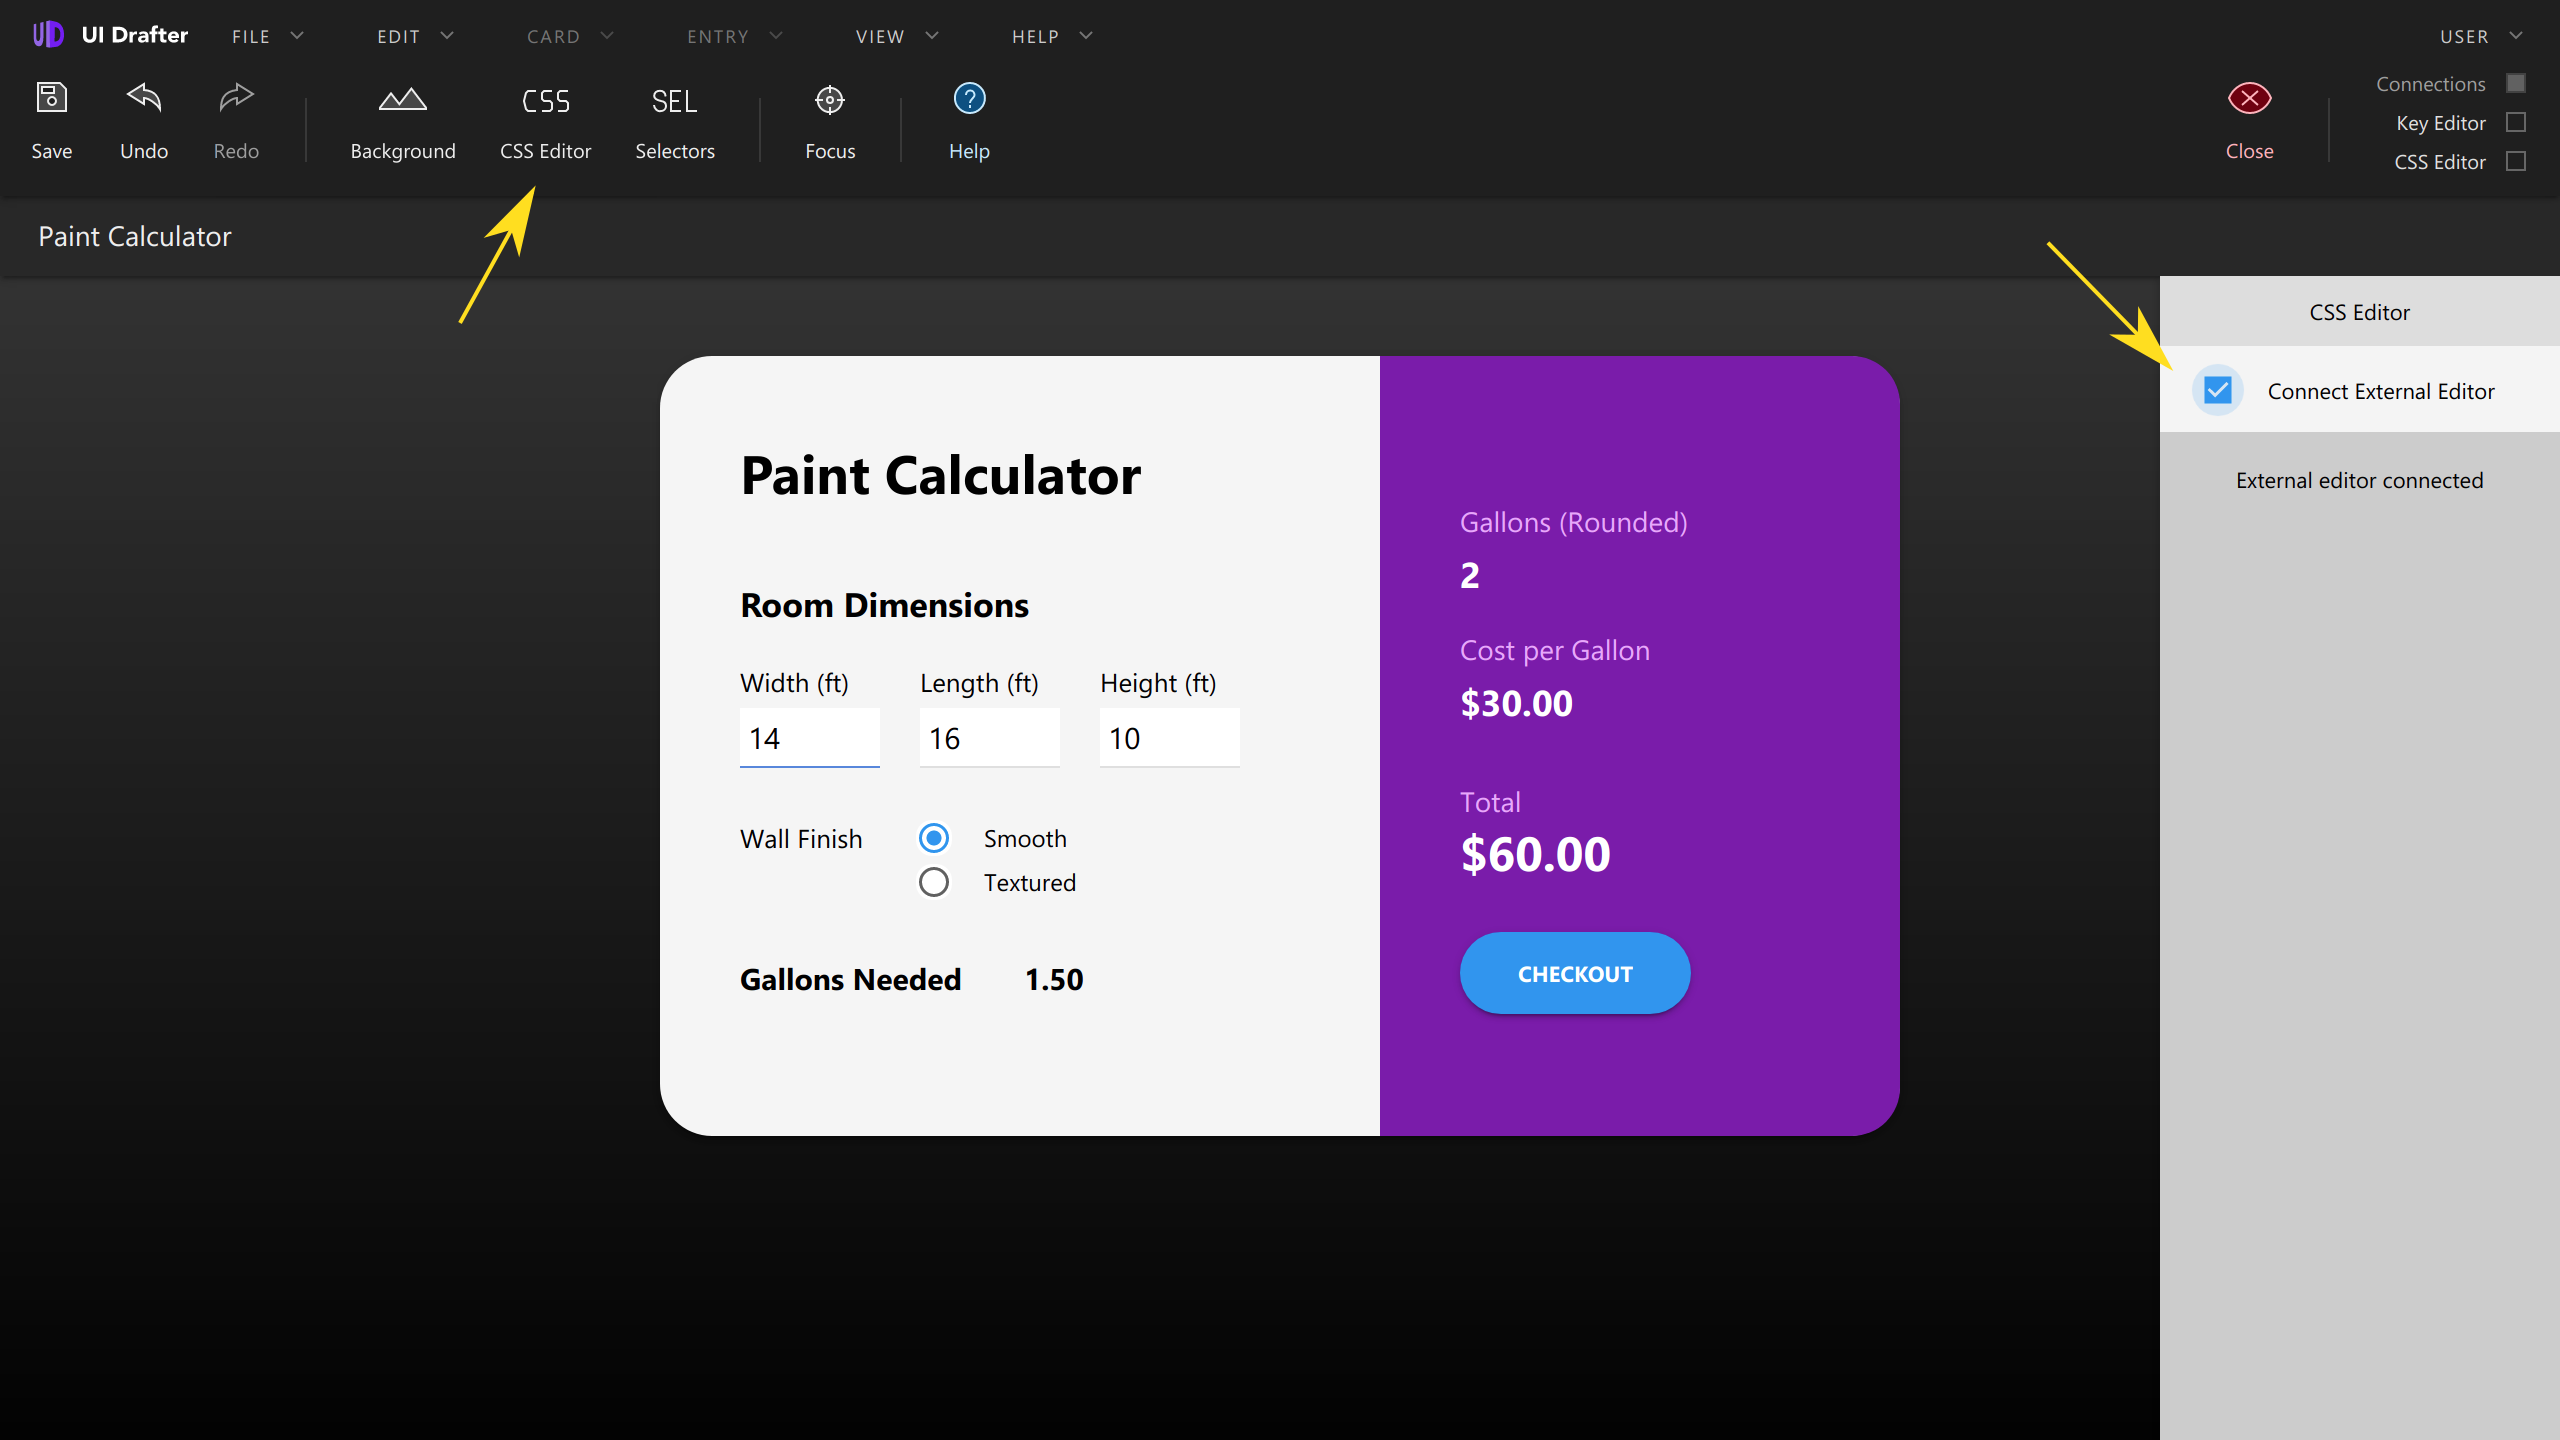 UI Drafter FILE EDIT CARD ENTRY VIEW HELP USER
CSS SEL ?
Save Undo Redo Background CSS Editor Selectors Focus Help Close
Connections
Key Editor
CSS Editor
Paint Calculator
Paint Calculator
Room Dimensions
Width (ft) Length (ft) Height (ft)
14 16 10
Wall Finish Smooth
Textured
Gallons Needed 1.50
Gallons (Rounded)
2
Cost per Gallon
$30.00
Total
$60.00
CHECKOUT
CSS Editor
Connect External Editor
External editor connected